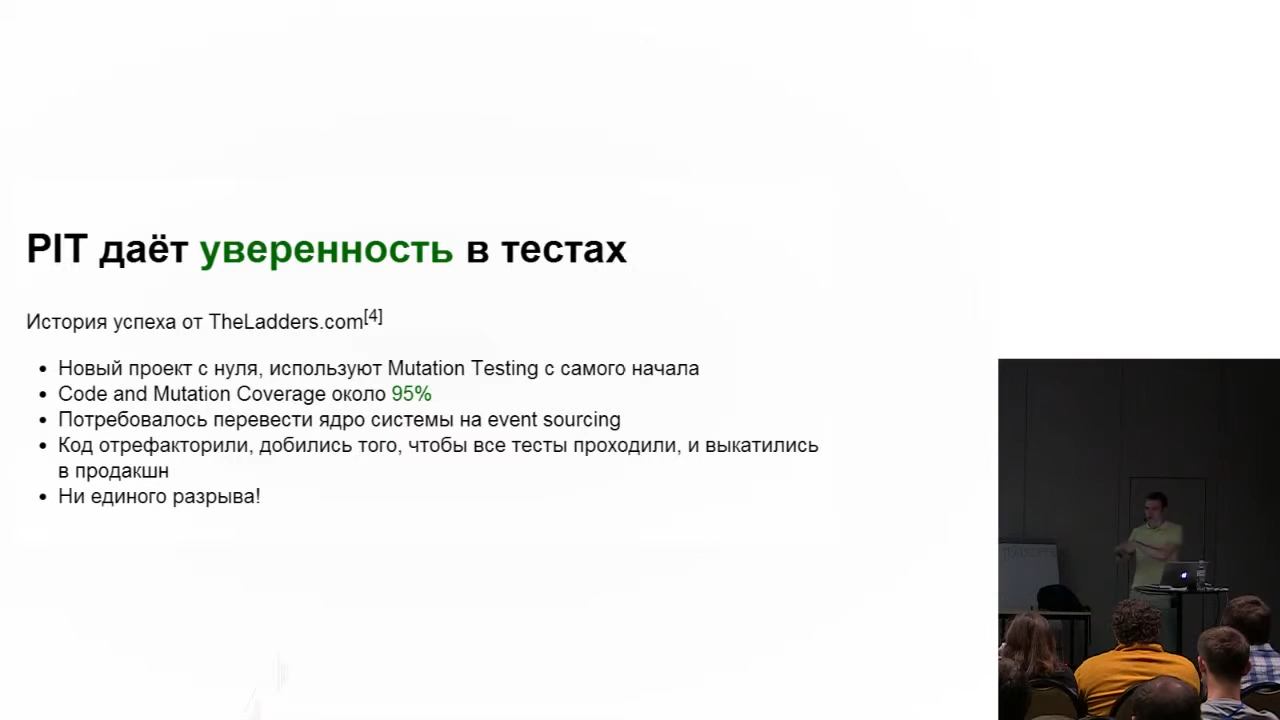 PIT даёт уверенность в тестах
История успеха от TheLadders.com[4]
• Новый проект с нуля, используют Mutation Testing с самого начала
• Code and Mutation Coverage около 95%
• Потребовалось перевести ядро системы на event sourcing
• Код отрефакторили, добились того, чтобы все тесты проходили, и выкатились
в продакшн
• Ни единого разрыва!